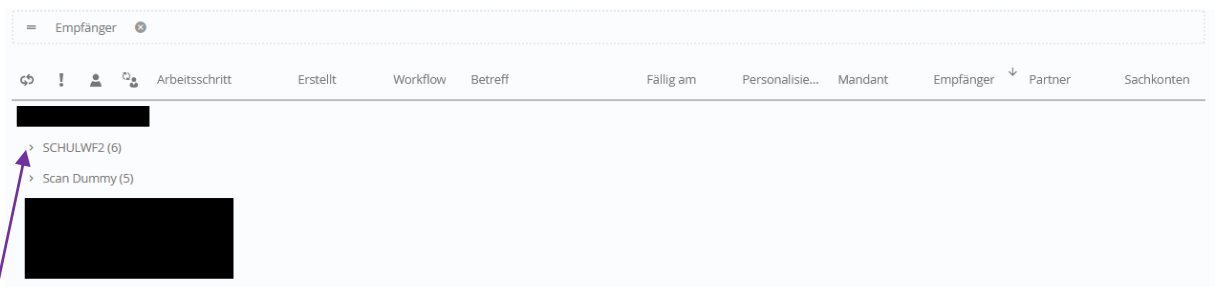 Empfänger
Arbeitsschritt Erstellt Workflow Betreff Fällig am Personalisie... Mandant Empfänger Partner Sachkonten
SCHULWF2 (6)
Scan Dummy (5)